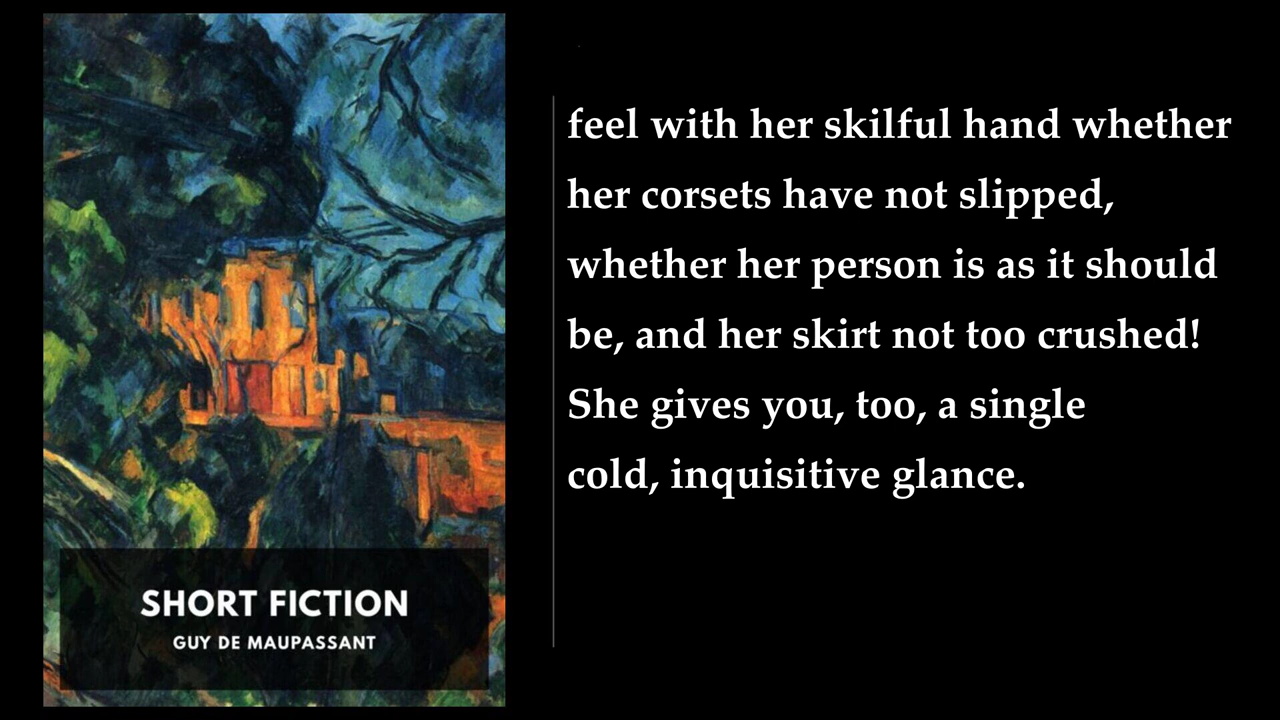 feel with her skilful hand whether
her corsets have not slipped,
whether her person is as it should
be, and her skirt not too crushed!
She gives you, too, a single
cold, inquisitive glance.
SHORT FICTION
GUY DE MAUPASSANT